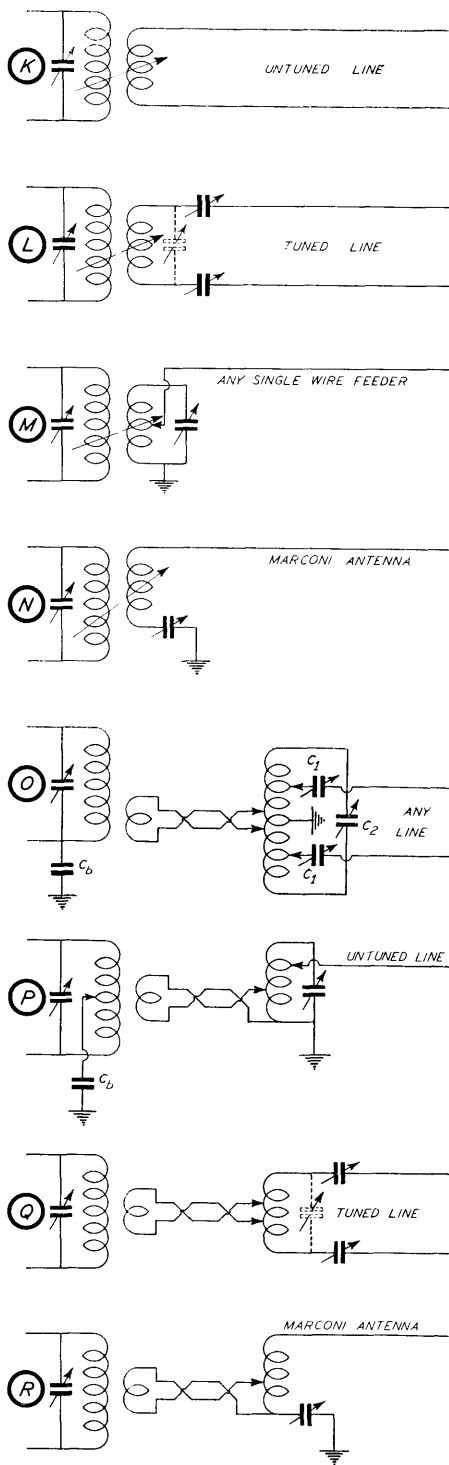 K
UNTUNED LINE
L
TUNED LINE
M
ANY SINGLE WIRE FEEDER
N
MARCONI ANTENNA
O
C1
ANY
LINE
C2
C1
Cb
P
UNTUNED LINE
Cb
Q
TUNED LINE
R
MARCONI ANTENNA